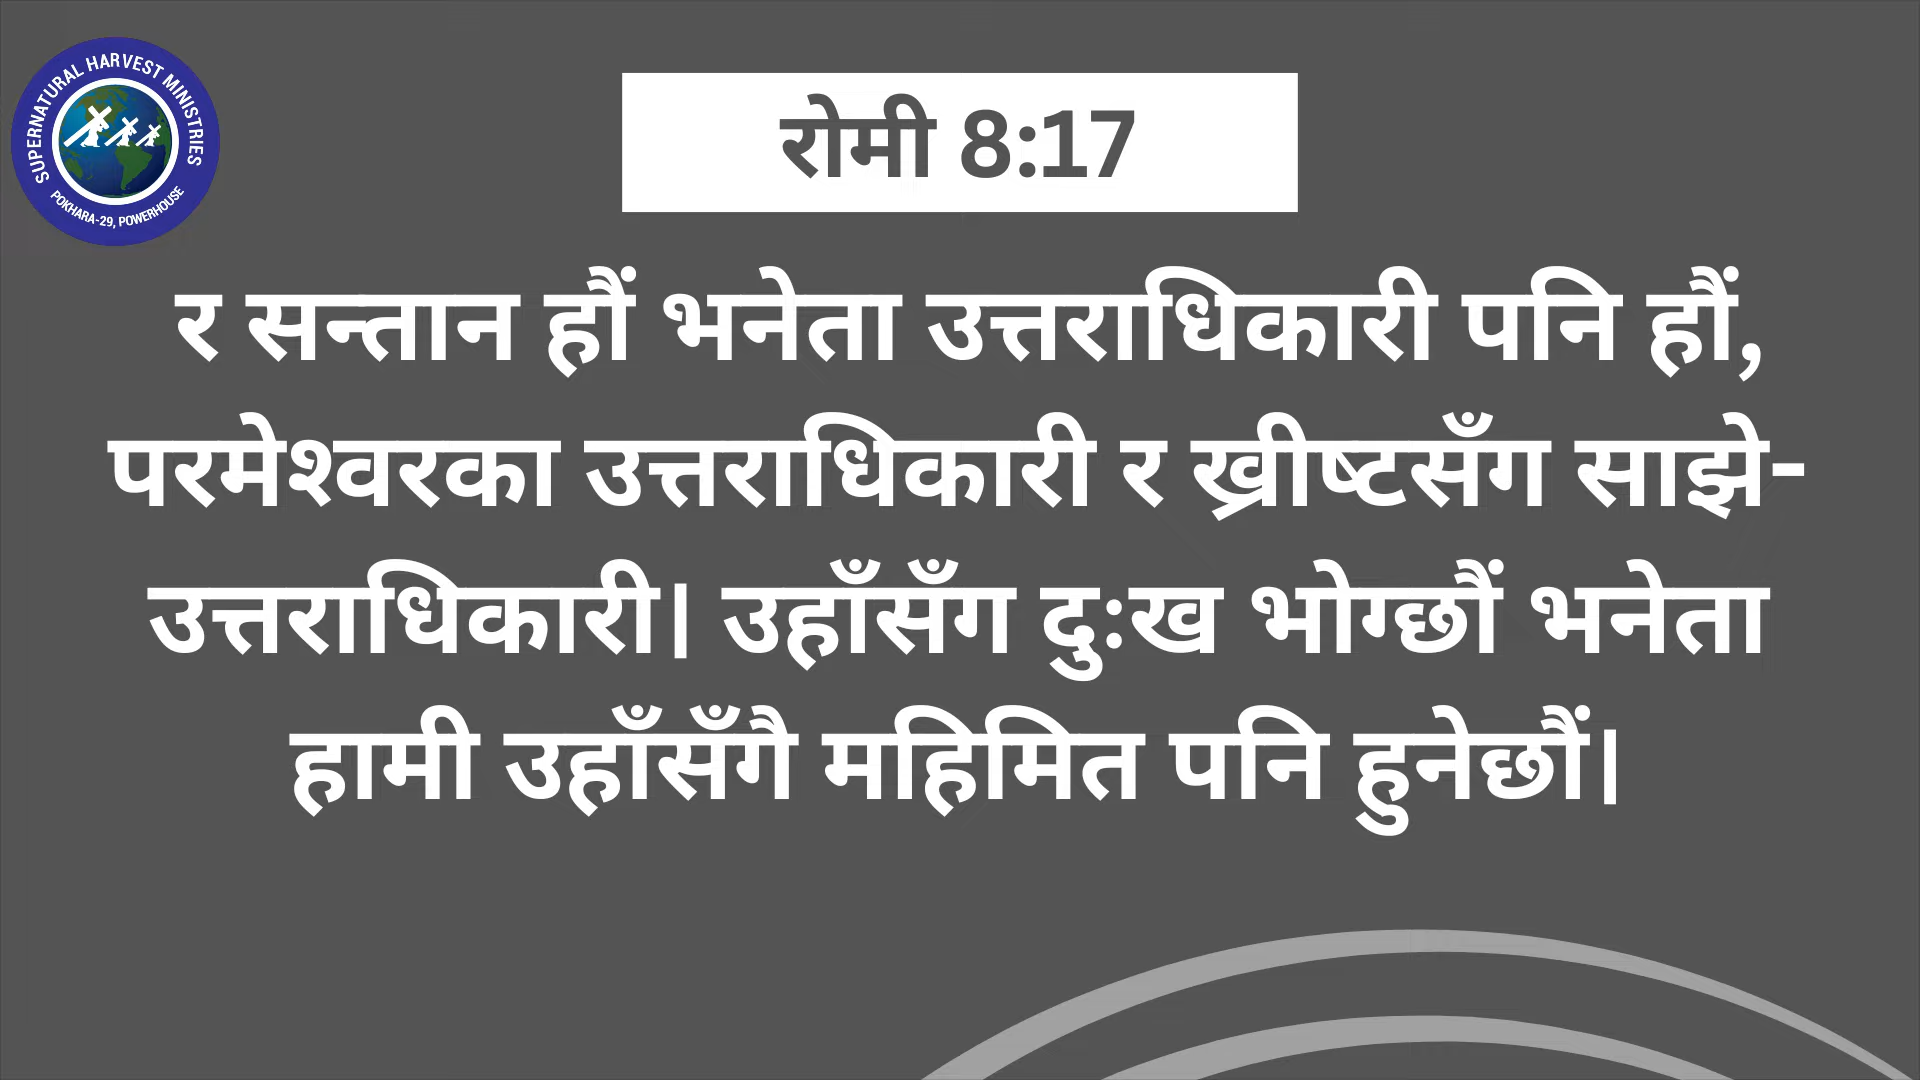 SUPERNATURAL HARVEST MINISTRIES
POKHARA-29, POWERHOUSE
रोमी 8:17
र सन्तान हौं भनेता उत्तराधिकारी पनि हौं,
परमेश्वरका उत्तराधिकारी र ख्रीष्टसँग साझे-
उत्तराधिकारी। उहाँसँग दुःख भोग्छौं भनेता
हामी उहाँसँगै महिमित पनि हुनेछौं।